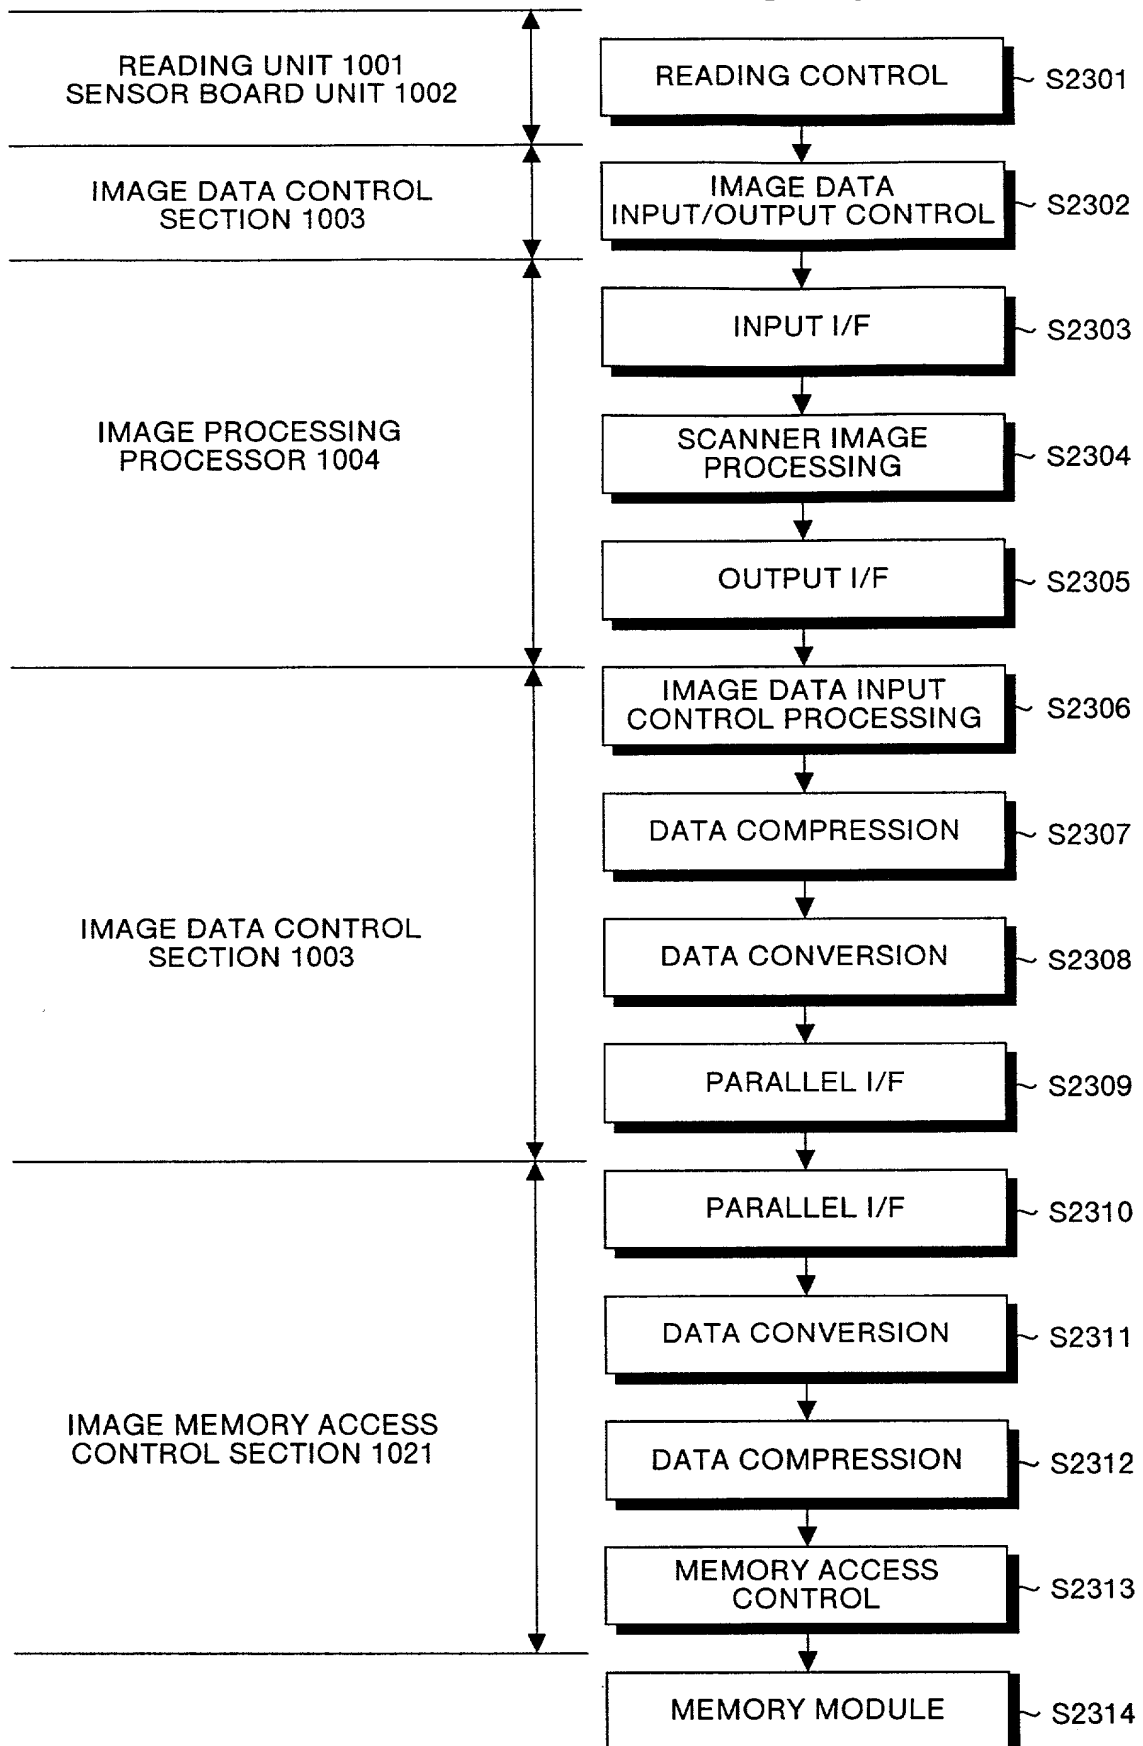 READING UNIT 1001
SENSOR BOARD UNIT 1002
READING CONTROL
S2301
IMAGE DATA CONTROL
SECTION 1003
IMAGE DATA
INPUT/OUTPUT CONTROL
S2302
INPUT I/F
S2303
IMAGE PROCESSING
PROCESSOR 1004
SCANNER IMAGE
PROCESSING
S2304
OUTPUT I/F
S2305
IMAGE DATA INPUT
CONTROL PROCESSING
S2306
DATA COMPRESSION
S2307
IMAGE DATA CONTROL
SECTION 1003
DATA CONVERSION
S2308
PARALLEL I/F
S2309
PARALLEL I/F
S2310
DATA CONVERSION
S2311
IMAGE MEMORY ACCESS
CONTROL SECTION 1021
DATA COMPRESSION
S2312
MEMORY ACCESS
CONTROL
S2313
MEMORY MODULE
S2314